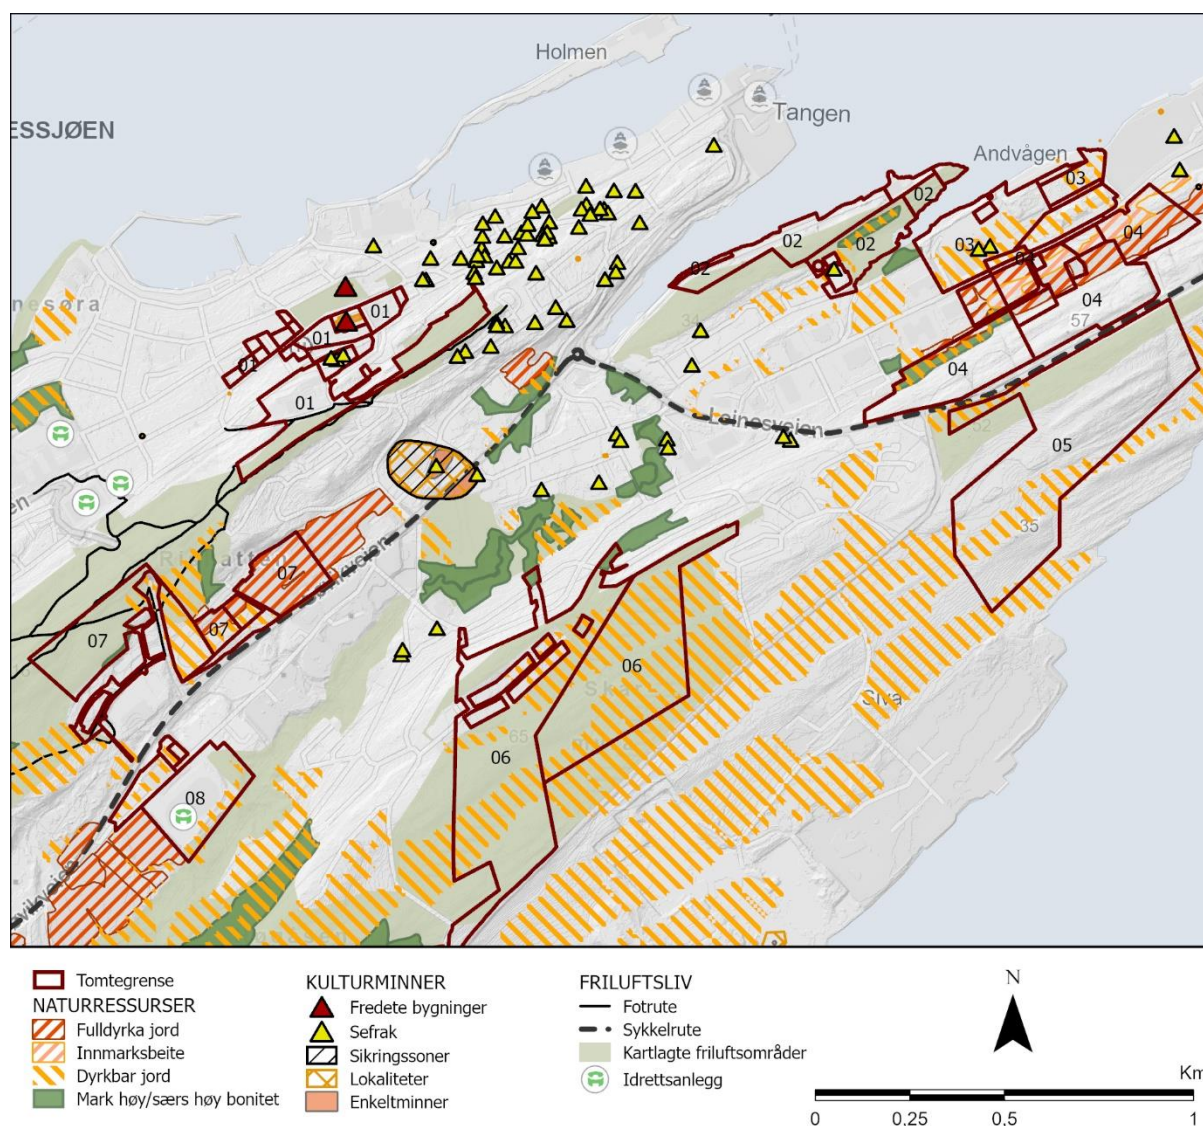 Holmen
ESSJØEN
Tangen
Andvågen
03
02
02
02
03
04
02
01
01
04
34
57
01
04
01
Leinesveien
52
05
35
07
07
07
06
Skar
Siva
65
06
08
N
Tomtegrense
NATURRESSURSER
Fulldyrka jord
Innmarksbeite
Dyrkbar jord
Mark høy/særs høy bonitet
KULTURMINNER
Fredete bygninger
Sefrak
Sikringssoner
Lokaliteter
Enkeltminner
FRILUFTSLIV
Fotrute
Sykkelrute
Kartlagte friluftsområder
Idrettsanlegg
Km
0 0.25 0.5 1